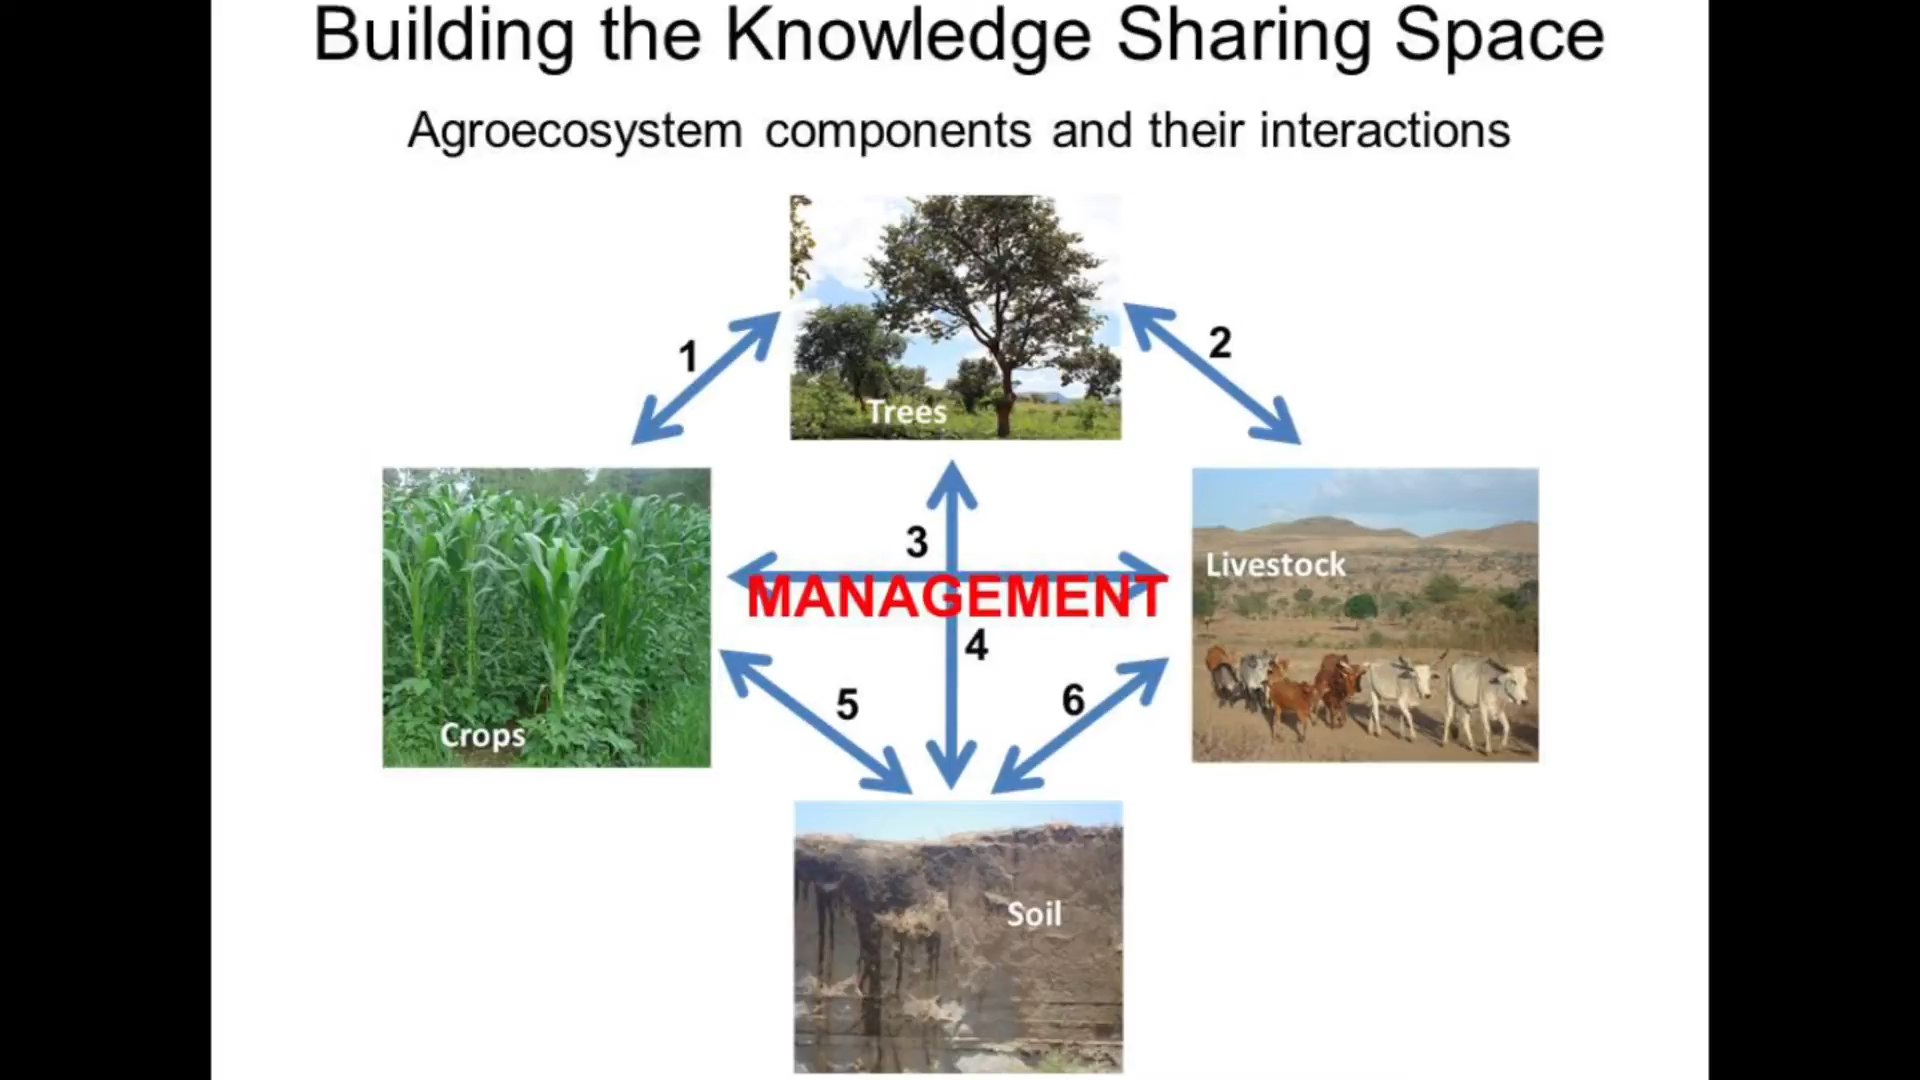 Building the Knowledge Sharing Space
Agroecosystem components and their interactions
Trees
1
2
3
Crops
Livestock
MANAGEMENT
4
5
6
Soil